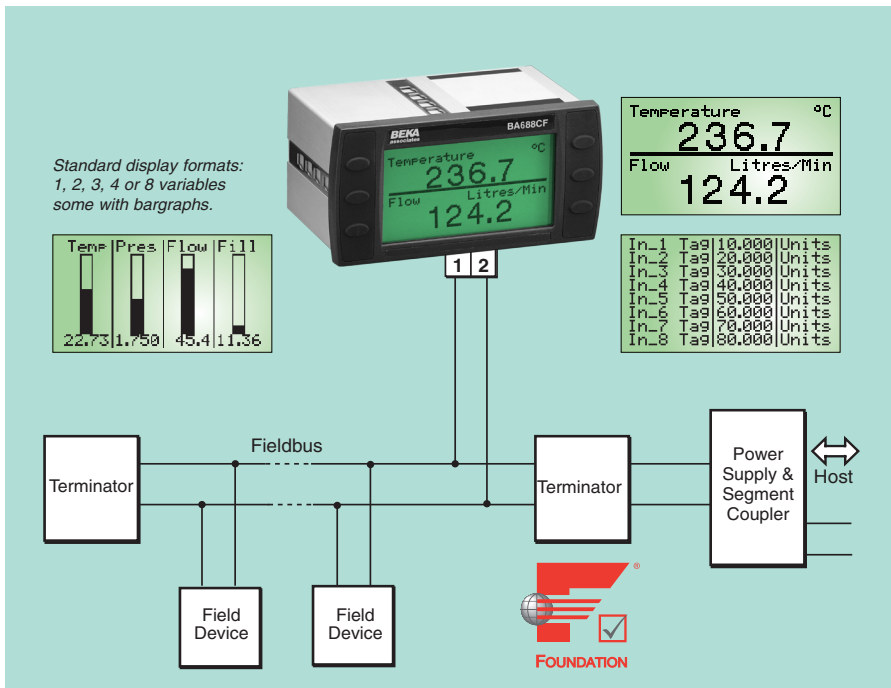 BEKA
associates
BA688CF
Temperature °C
236.7
Flow Litres/Min
124.2
1 2
Standard display formats:
1, 2, 3, 4 or 8 variables
some with bargraphs.
Temp Pres Flow Fill
22.73 1.750 45.4 11.36
Temperature °C
236.7
Flow Litres/Min
124.2
In_1 Tag|10.000|Units
In_2 Tag|20.000|Units
In_3 Tag|30.000|Units
In_4 Tag|40.000|Units
In_5 Tag|50.000|Units
In_6 Tag|60.000|Units
In_7 Tag|70.000|Units
In_8 Tag|80.000|Units
Fieldbus
Terminator
Terminator
Power
Supply &
Segment
Coupler
Host
Field
Device
Field
Device
®
FOUNDATION